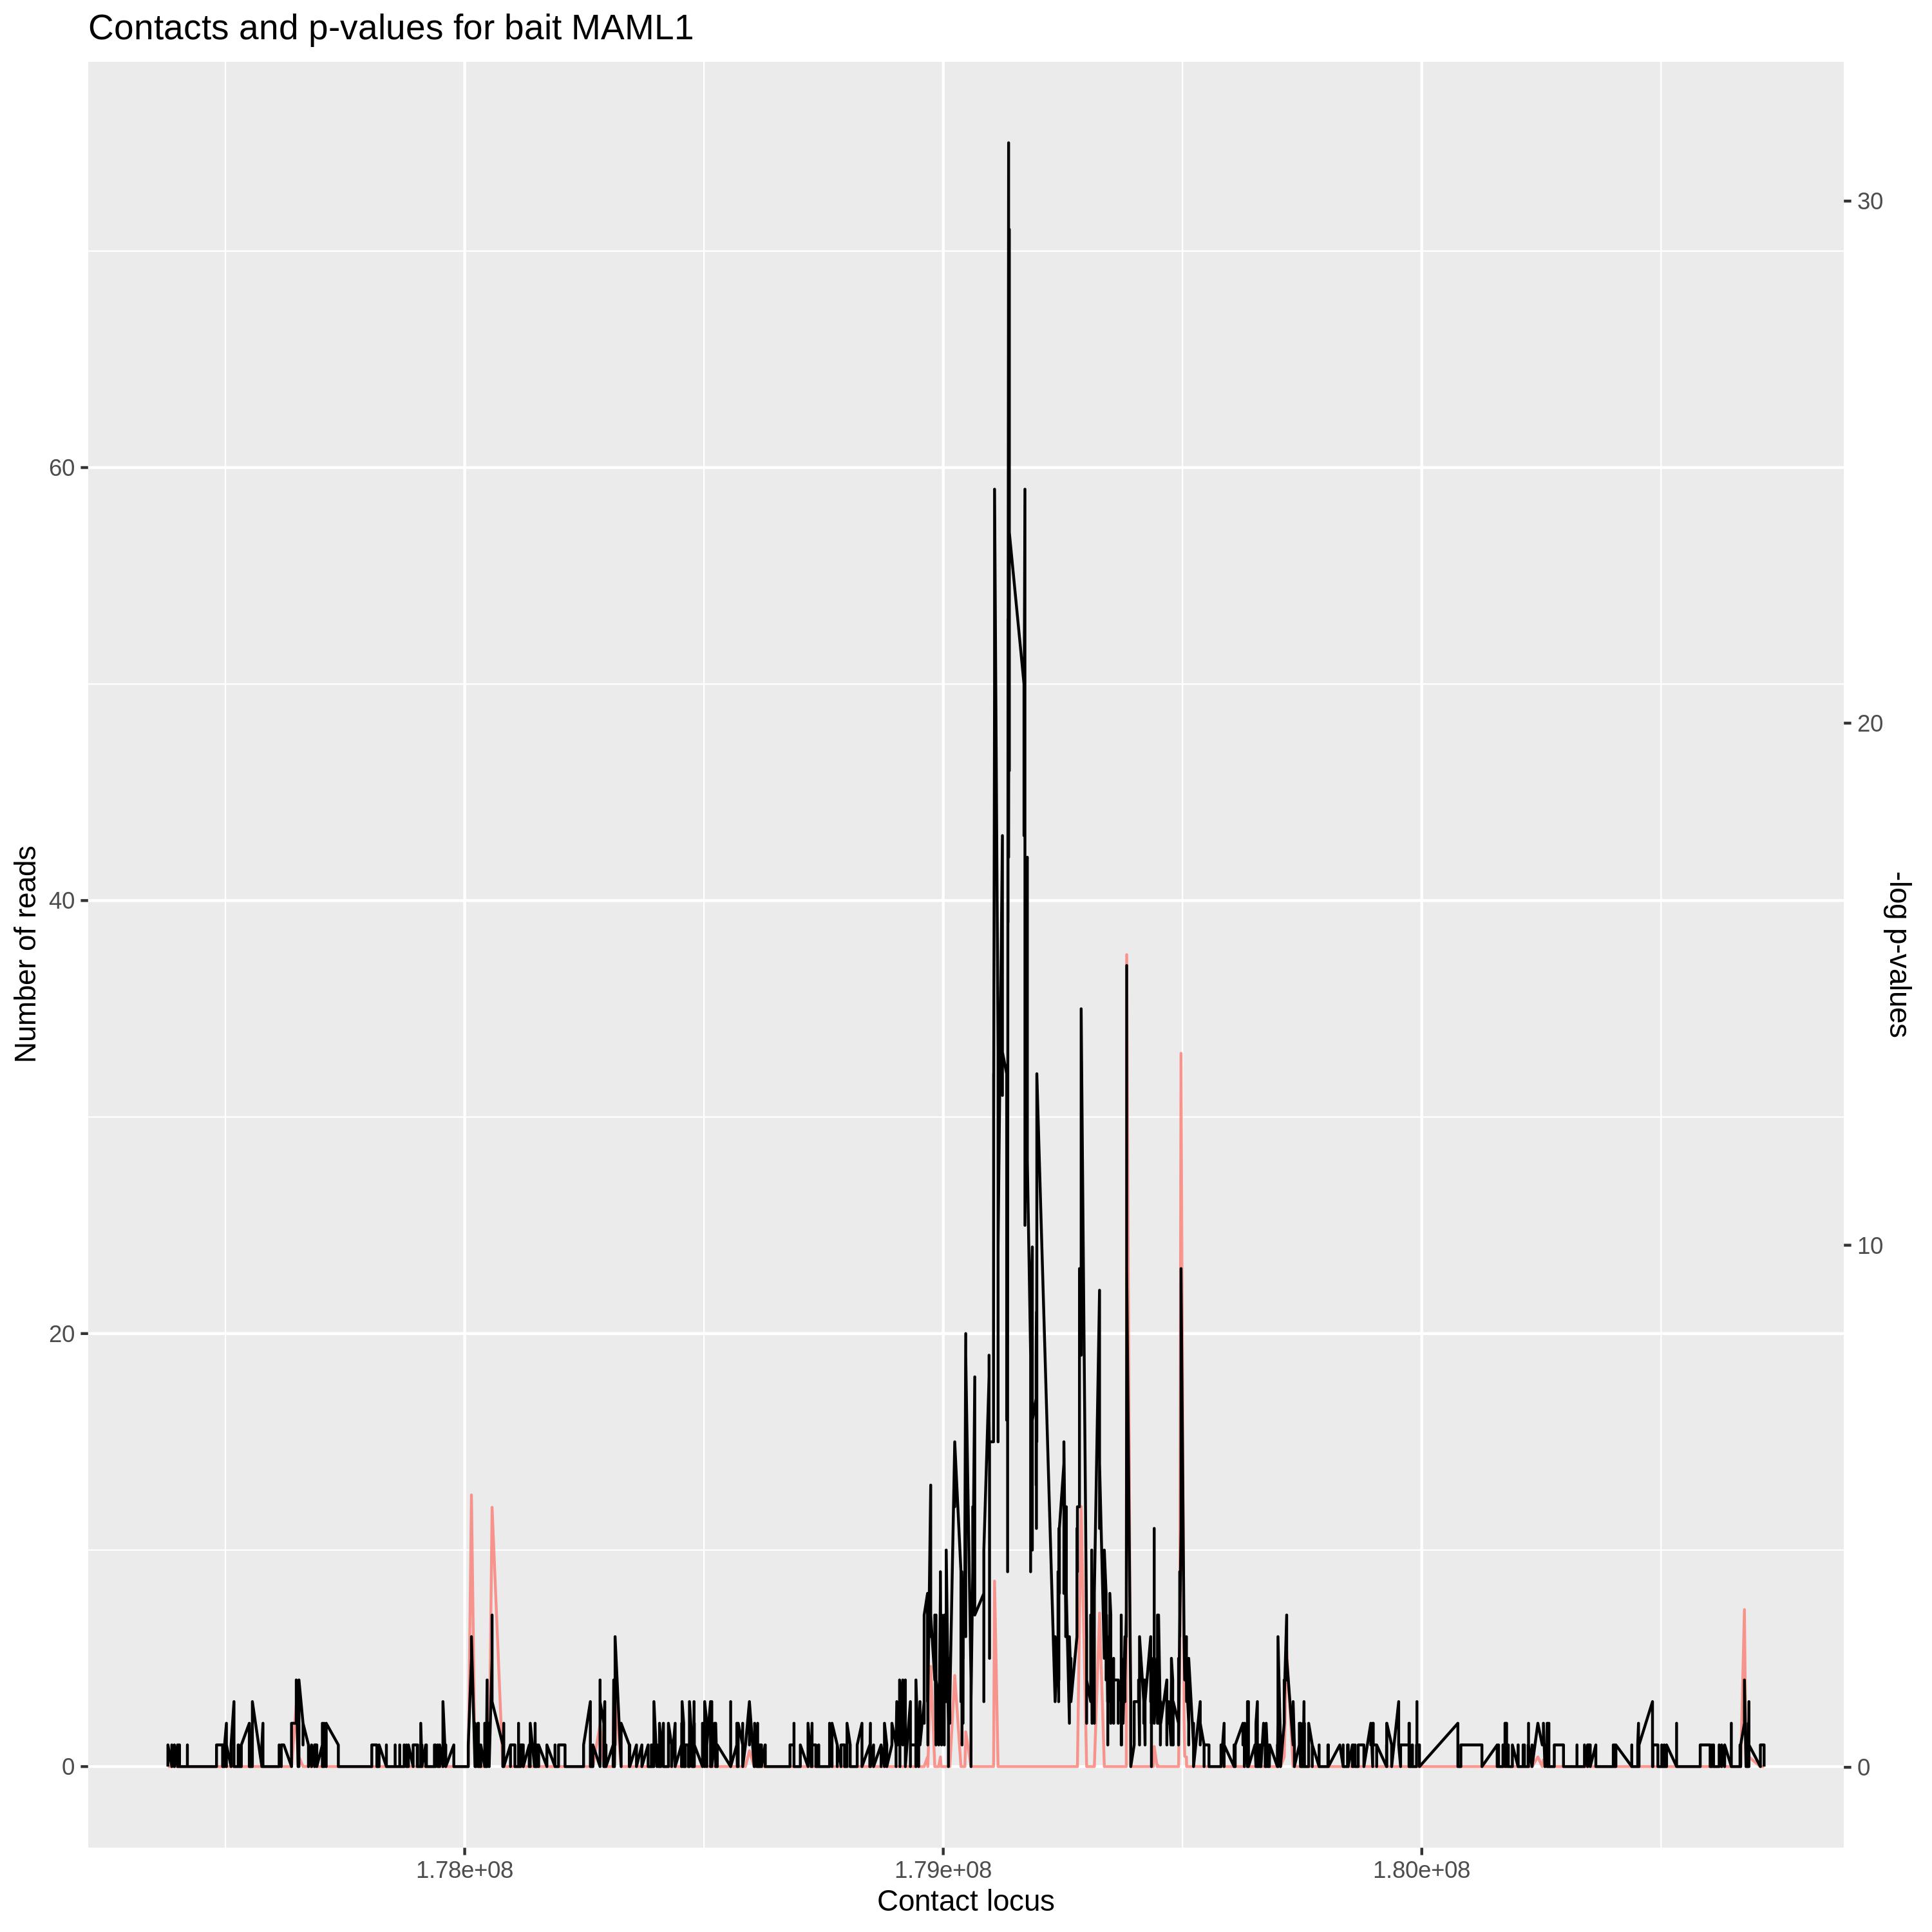 Contacts and p-values for bait MAML1
Number of reads
60
40
20
0
30
20
10
0
-log p-values
1.78e+08 1.79e+08 1.80e+08
Contact locus